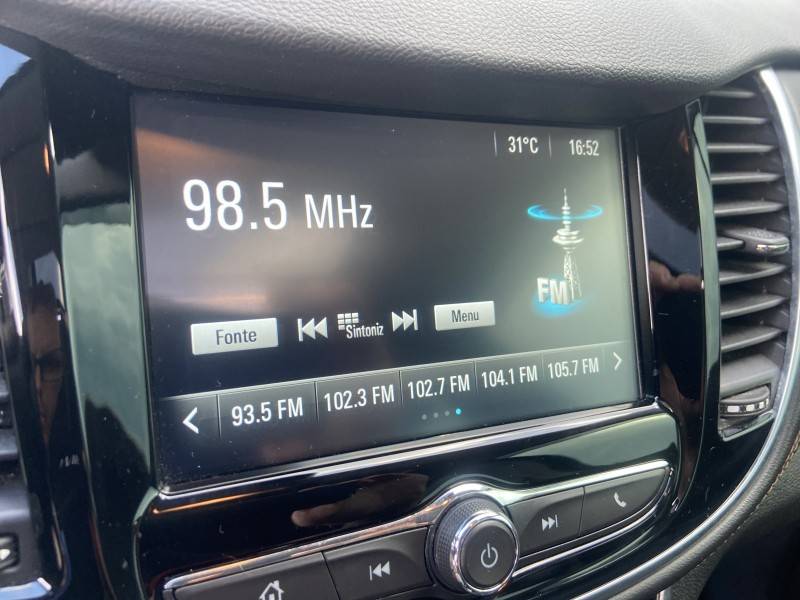 31°C 16:52
98.5 MHz
FM
Fonte Sintoniz Menu
93.5 FM 102.3 FM 102.7 FM 104.1 FM 105.7 FM